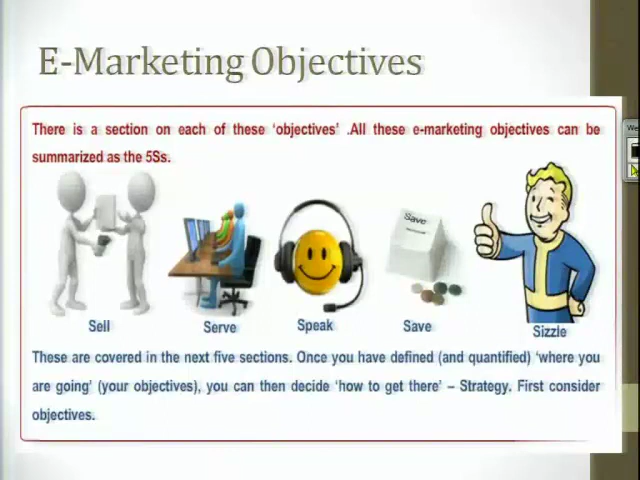 E-Marketing Objectives
There is a section on each of these ‘objectives’ .All these e-marketing objectives can be
summarized as the 5Ss.
Save
Sell
Serve
Speak
Save
Sizzle
These are covered in the next five sections. Once you have defined (and quantified) ‘where you
are going’ (your objectives), you can then decide ‘how to get there’ – Strategy. First consider
objectives.